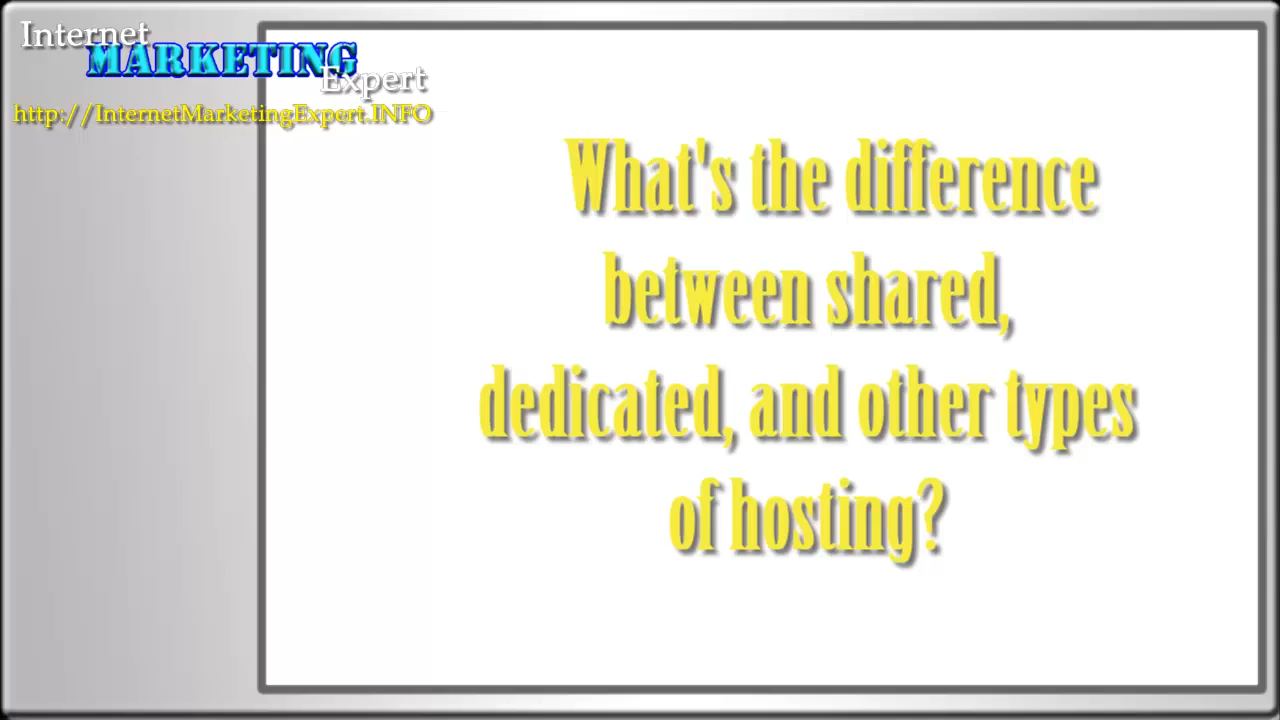 Internet
MARKETING
Expert
http://InternetMarketingExpert.INFO
What's the difference
between shared,
dedicated, and other types
of hosting?